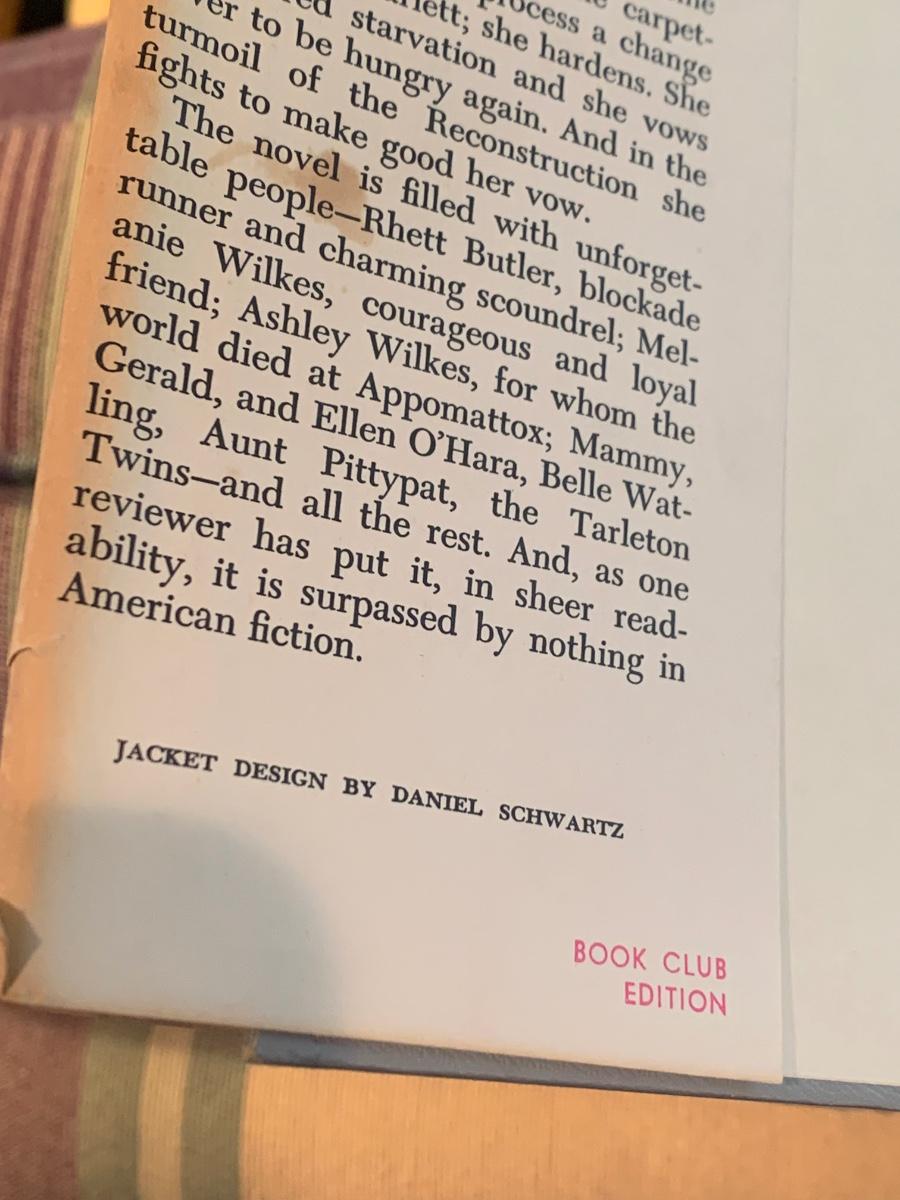 carpet-
process a change
she hardens. She
starvation and she vows
to be hungry again. And in the
turmoil of the Reconstruction she
fights to make good her vow.
The novel is filled with unforget-
table people—Rhett Butler, blockade
runner and charming scoundrel; Mel-
anie Wilkes, courageous and loyal
friend; Ashley Wilkes, for whom the
world died at Appomattox; Mammy,
Gerald, and Ellen O'Hara, Belle Wat-
ling, Aunt Pittypat, the Tarleton
Twins—and all the rest. And, as one
reviewer has put it, in sheer read-
ability, it is surpassed by nothing in
American fiction.
JACKET DESIGN BY DANIEL SCHWARTZ
BOOK CLUB
EDITION